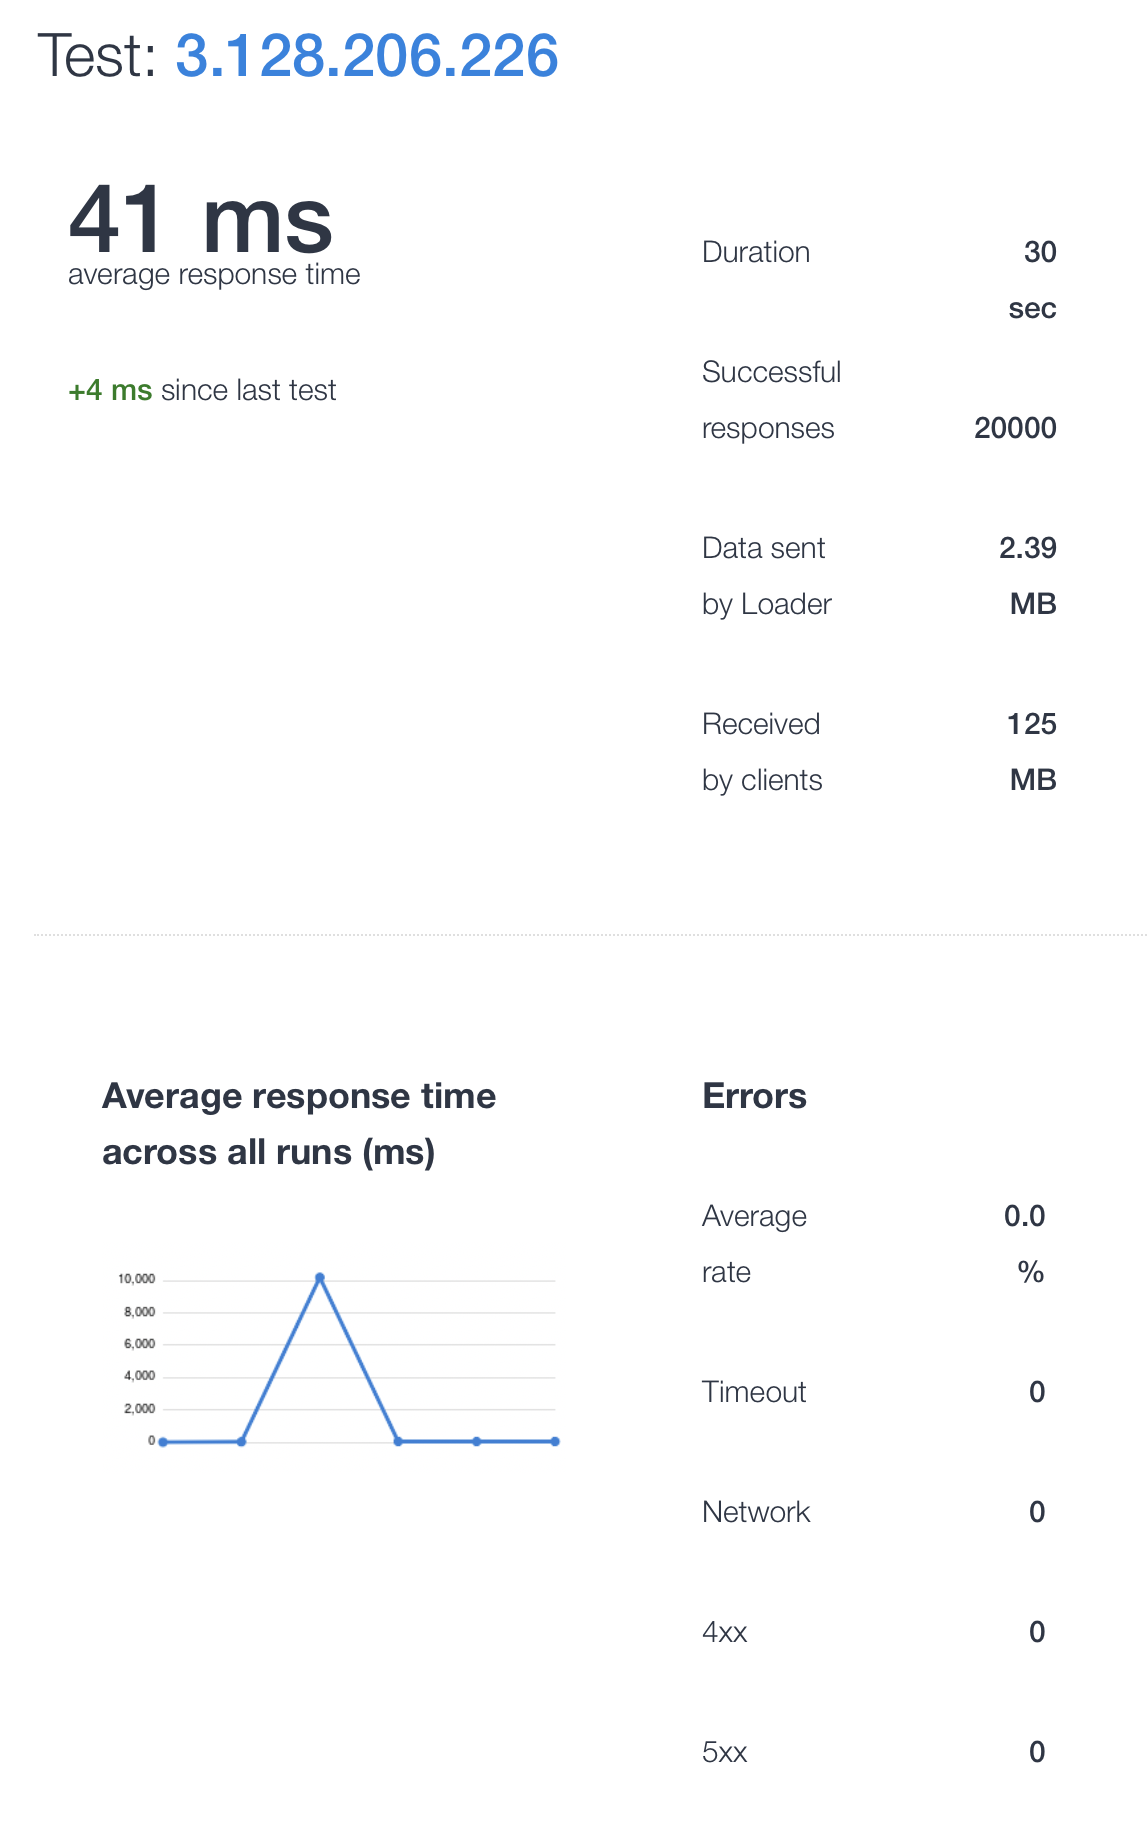 Test: 3.128.206.226
41 ms
average response time
+4 ms since last test
Duration 30
sec
Successful
responses 20000
Data sent 2.39
by Loader MB
Received 125
by clients MB
Average response time
across all runs (ms)
10,000
8,000
6,000
4,000
2,000
0
Errors
Average 0.0
rate %
Timeout 0
Network 0
4xx 0
5xx 0